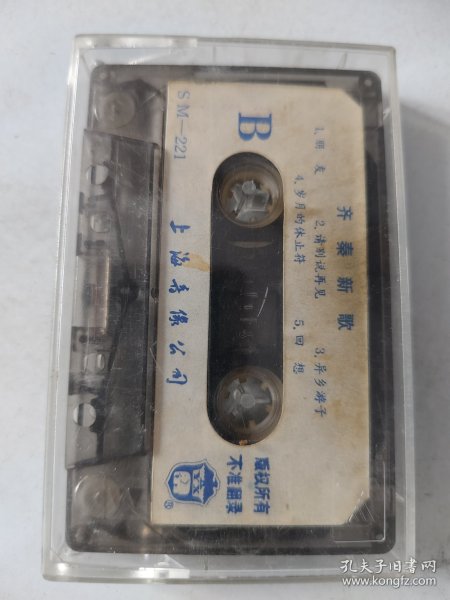 齐秦新歌
1.朋友 2.请别说再见 3.异乡游子
4.岁月的休止符 5.回想
B
SM—221
上海音像公司
版权所有
不准翻录
®
孔夫子旧书网
www.kongfz.com